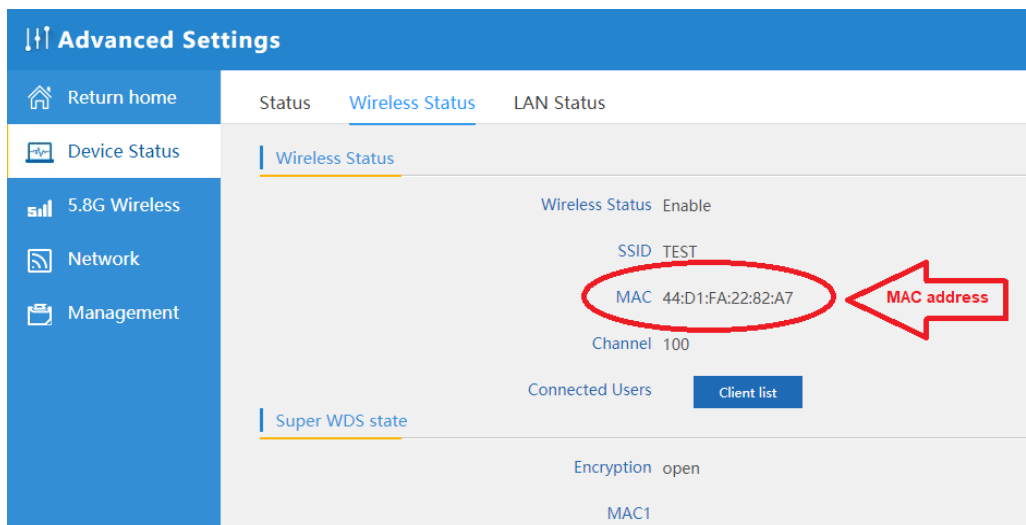 Advanced Settings
Return home
Device Status
5.8G Wireless
Network
Management
Status Wireless Status LAN Status
Wireless Status
Wireless Status Enable
SSID TEST
MAC 44:D1:FA:22:82:A7
MAC address
Channel 100
Connected Users Client list
Super WDS state
Encryption open
MAC1